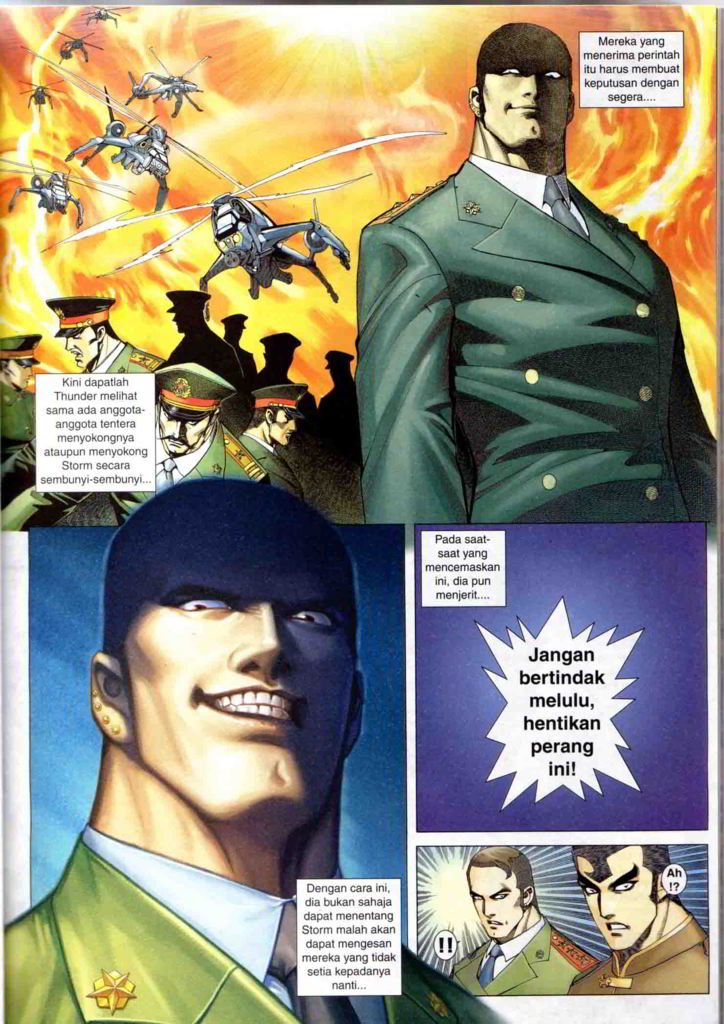 Mereka yang
menerima perintah
itu harus membuat
keputusan dengan
segera....
Kini dapatlah
Thunder melihat
sama ada anggota-
anggota tentera
menyokongnya
ataupun menyokong
Storm secara
sembunyi-sembunyi...
Dengan cara ini,
dia bukan sahaja
dapat menentang
Storm malah akan
dapat mengesan
mereka yang tidak
setia kepadanya
nanti...
Pada saat-
saat yang
mencemaskan
ini, dia pun
menjerit....
Jangan
bertindak
melulu,
hentikan
perang
ini!
!!
Ah
!?